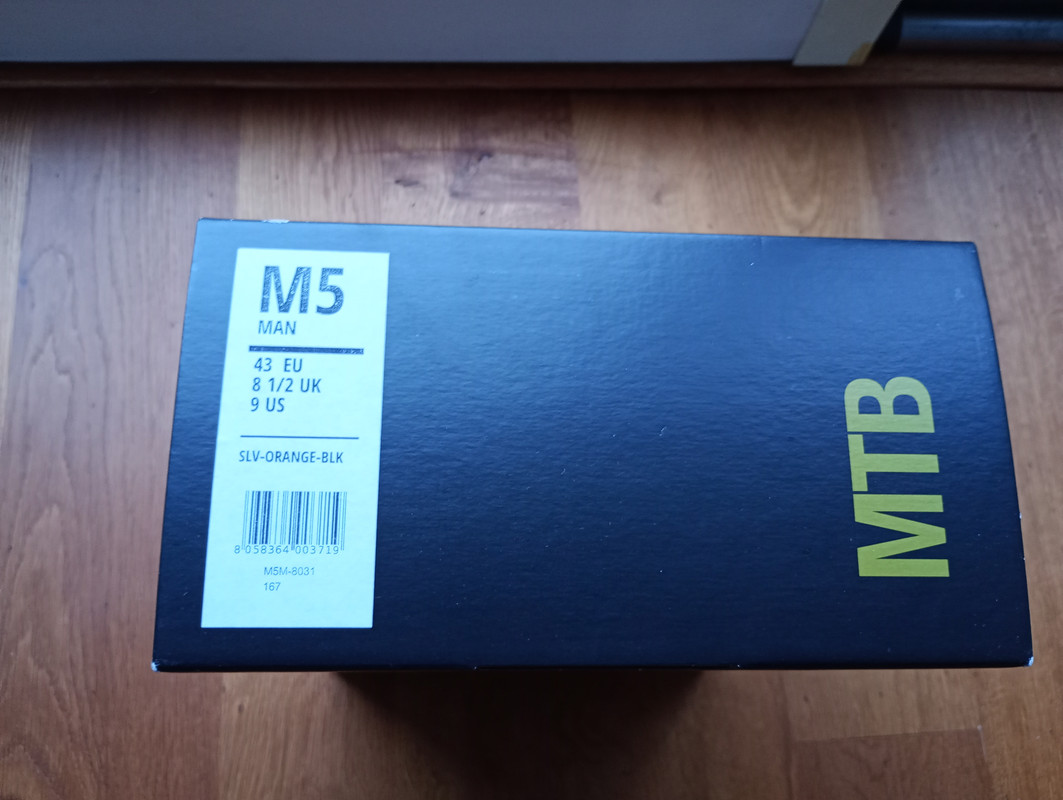 M5
MAN
43 EU
8 1/2 UK
9 US
SLV-ORANGE-BLK
8 058364 003719
M5M-8031
167
MTB